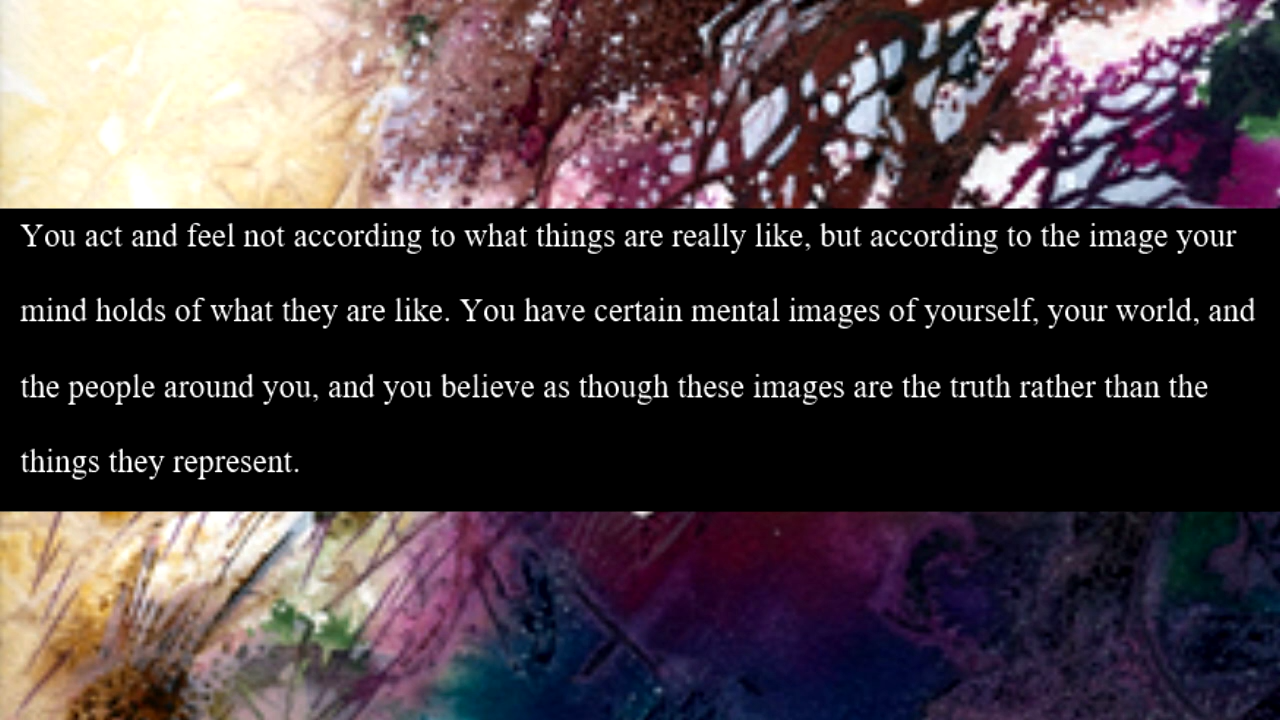 You act and feel not according to what things are really like, but according to the image your
mind holds of what they are like. You have certain mental images of yourself, your world, and
the people around you, and you believe as though these images are the truth rather than the
things they represent.